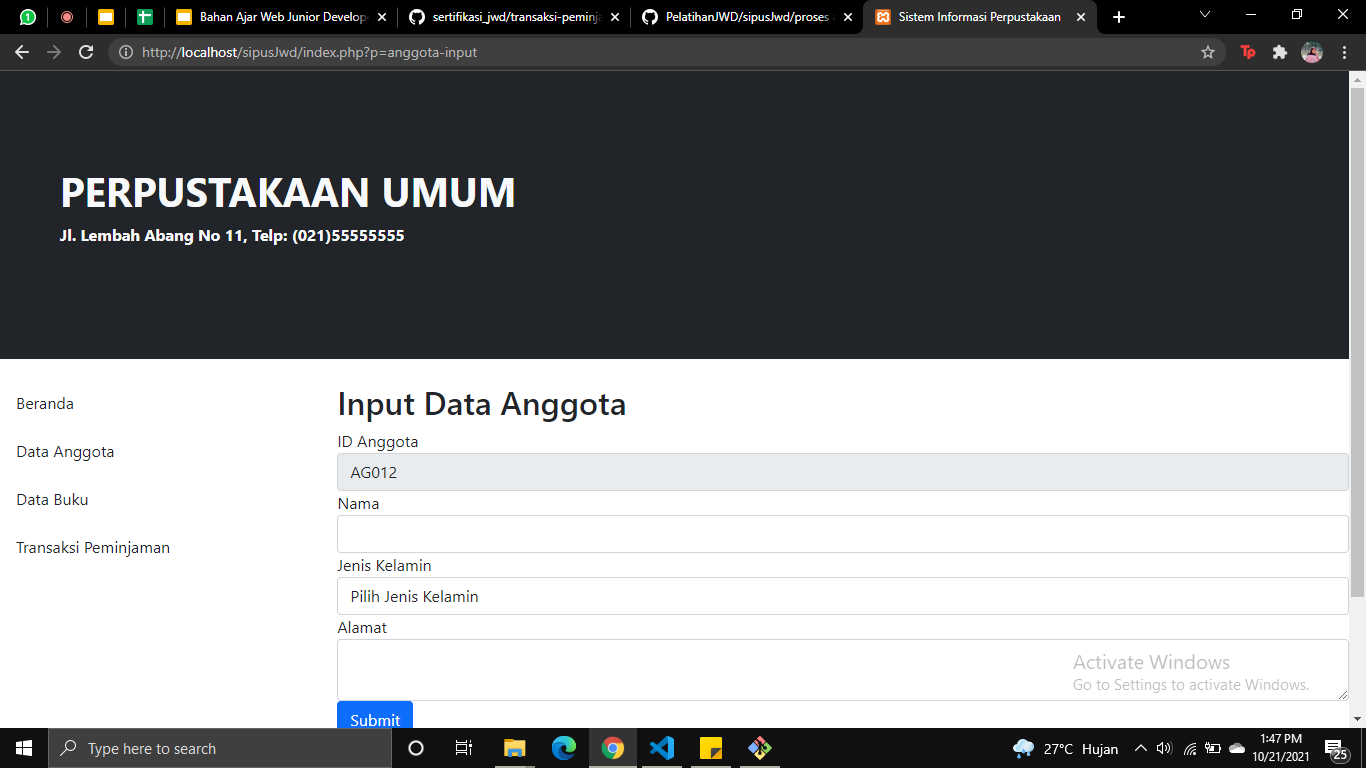 Bahan Ajar Web Junior Develop
sertifikasi_jwd/transaksi-peminja
PelatihanJWD/sipusJwd/proses
Sistem Informasi Perpustakaan
http://localhost/sipusJwd/index.php?p=anggota-input
Tp
PERPUSTAKAAN UMUM
Jl. Lembah Abang No 11, Telp: (021)55555555
Beranda
Data Anggota
Data Buku
Transaksi Peminjaman
Input Data Anggota
ID Anggota
AG012
Nama
Jenis Kelamin
Pilih Jenis Kelamin
Alamat
Submit
Activate Windows
Go to Settings to activate Windows.
Type here to search
27°C Hujan
1:47 PM
10/21/2021
25